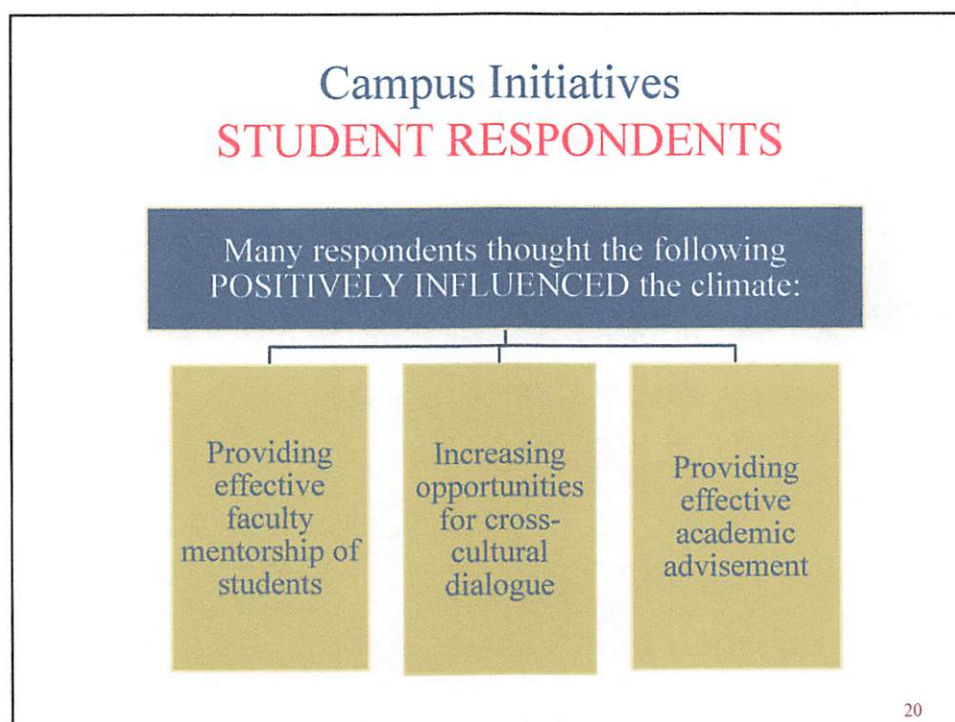 Campus Initiatives
STUDENT RESPONDENTS
Many respondents thought the following
POSITIVELY INFLUENCED the climate:
Providing
effective
faculty
mentorship of
students
Increasing
opportunities
for cross-
cultural
dialogue
Providing
effective
academic
advisement
20